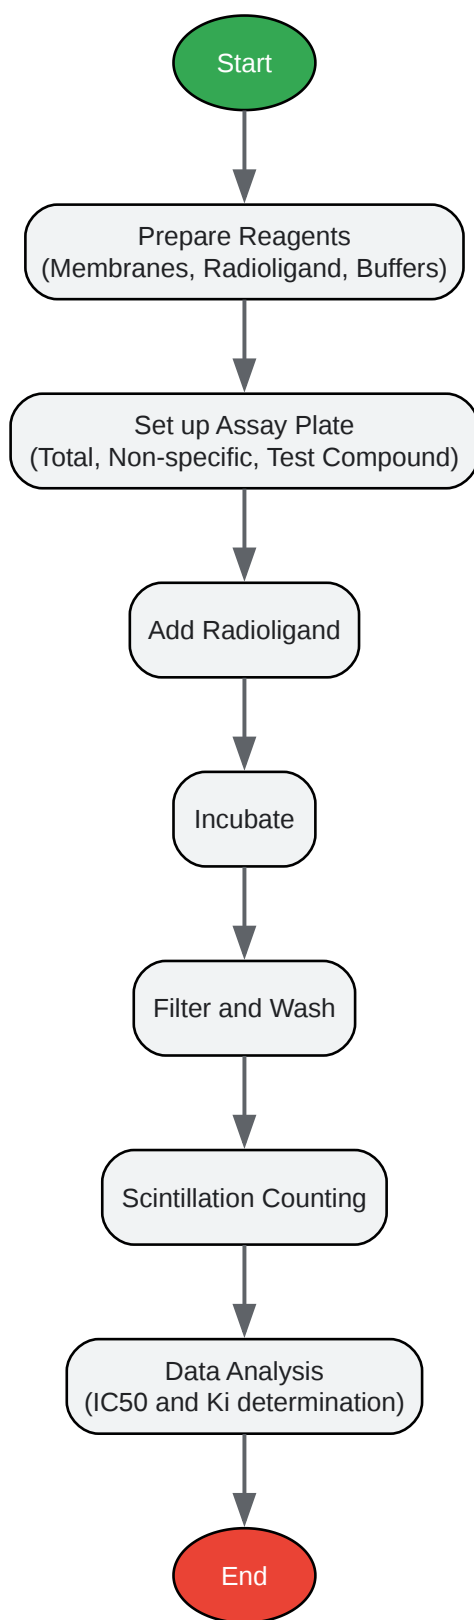 Start
Prepare Reagents
(Membranes, Radioligand, Buffers)
Set up Assay Plate
(Total, Non-specific, Test Compound)
Add Radioligand
Incubate
Filter and Wash
Scintillation Counting
Data Analysis
(IC50 and Ki determination)
End